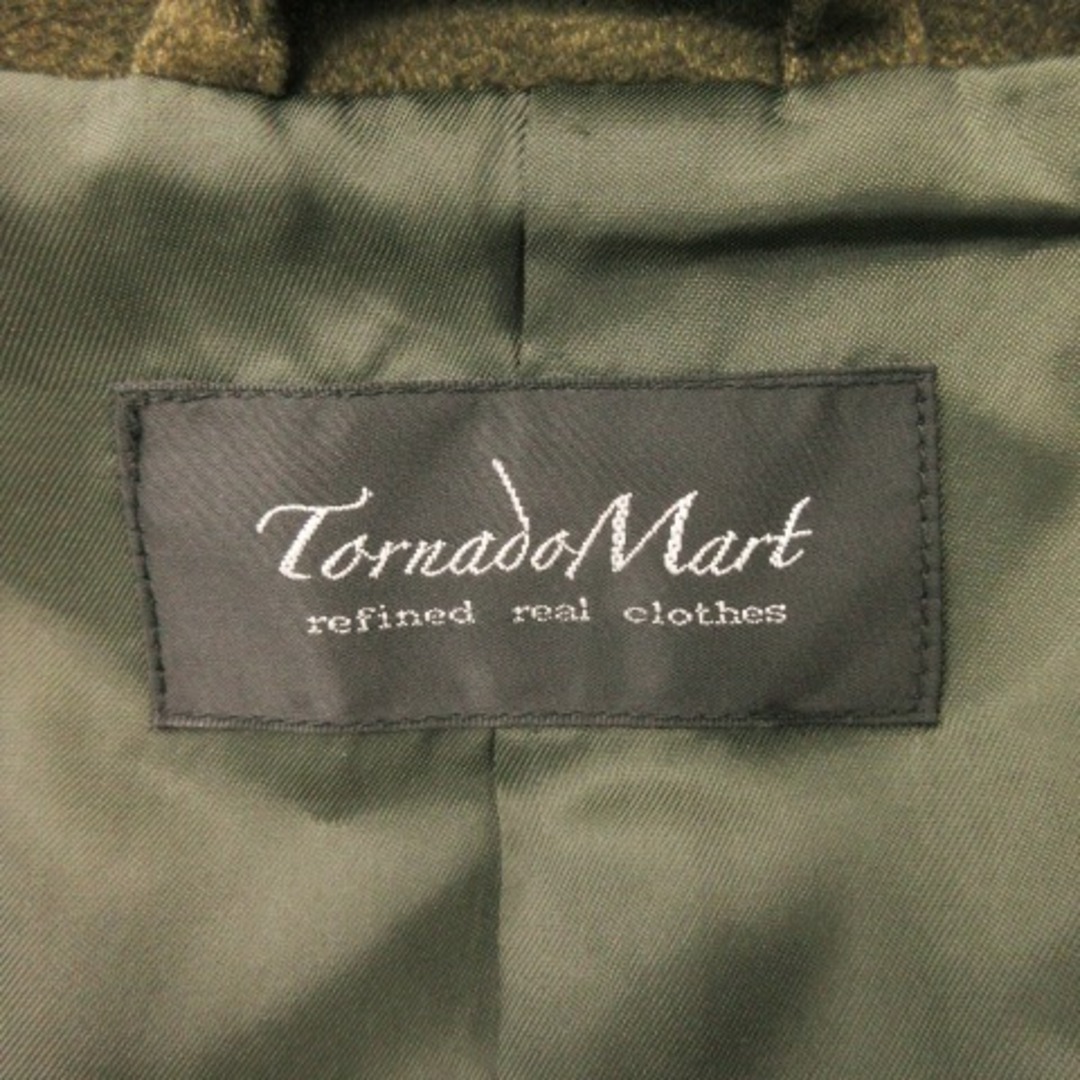 TornadoMart
refined real clothes